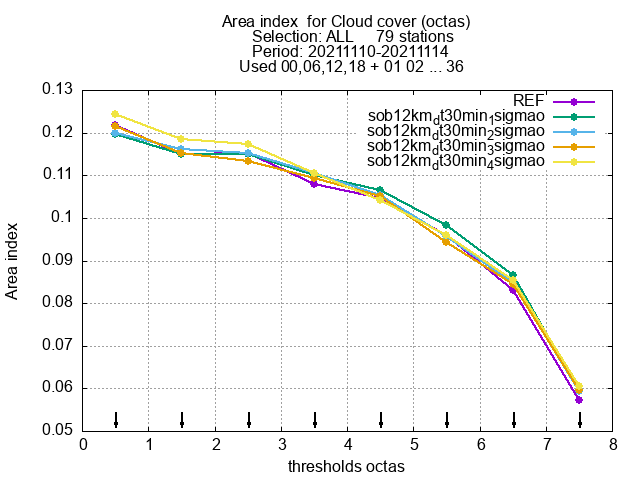 Area index  for Cloud cover (octas)
Selection: ALL     79 stations
Period: 20211110-20211114
Used 00,06,12,18 + 01 02 ... 36
REF
sob12km_dt30min_1sigmao
sob12km_dt30min_2sigmao
sob12km_dt30min_3sigmao
sob12km_dt30min_4sigmao
0.13
0.12
0.11
0.1
0.09
0.08
0.07
0.06
0.05
Area index
0 1 2 3 4 5 6 7 8
thresholds octas